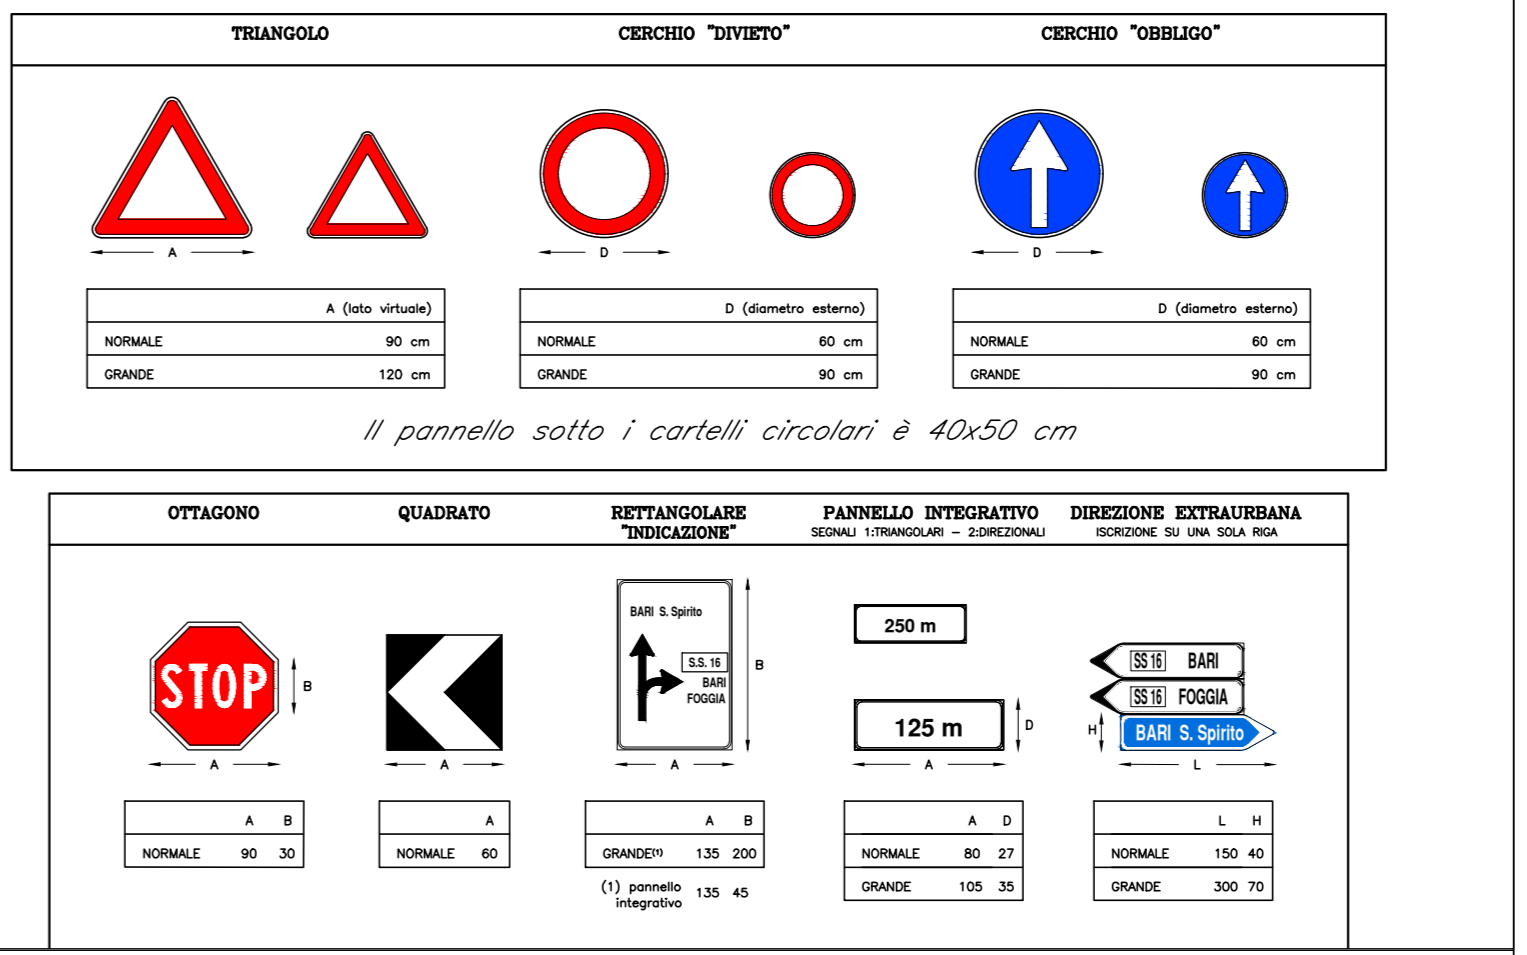 TRIANGOLO
CERCHIO "DIVIETO"
CERCHIO "OBBLIGO"
A
D
D
A (lato virtuale)
NORMALE 90 cm
GRANDE 120 cm
D (diametro esterno)
NORMALE 60 cm
GRANDE 90 cm
D (diametro esterno)
NORMALE 60 cm
GRANDE 90 cm
Il pannello sotto i cartelli circolari è 40x50 cm
OTTAGONO
STOP
B
A
A B
NORMALE 90 30
QUADRATO
A
A
NORMALE 60
RETTANGOLARE
"INDICAZIONE"
BARI S. Spirito
S.S. 16
BARI
FOGGIA
B
A
A B
GRANDE(1) 135 200
(1) pannello
integrativo
135 45
PANNELLO INTEGRATIVO
SEGNALI 1:TRIANGOLARI – 2:DIREZIONALI
250 m
125 m
D
A
A D
NORMALE 80 27
GRANDE 105 35
DIREZIONE EXTRAURBANA
ISCRIZIONE SU UNA SOLA RIGA
SS 16 BARI
SS 16 FOGGIA
H
BARI S. Spirito
L
L H
NORMALE 150 40
GRANDE 300 70